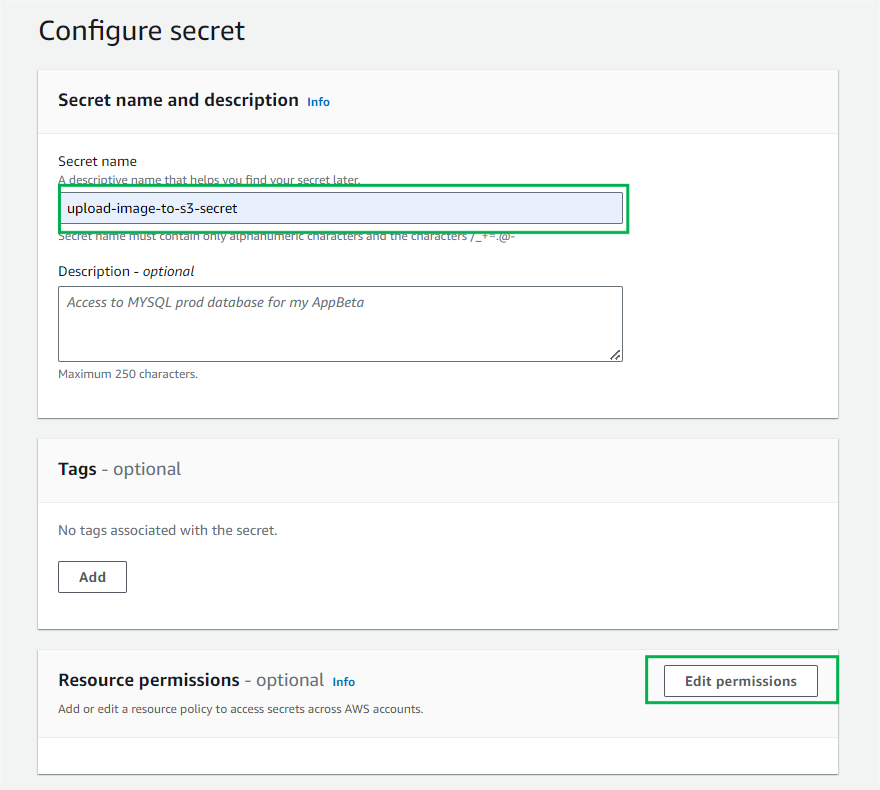 Configure secret
Secret name and description Info
Secret name
A descriptive name that helps you find your secret later.
upload-image-to-s3-secret
Secret name must contain only alphanumeric characters and the characters /_+=.@-
Description - optional
Access to MYSQL prod database for my AppBeta
Maximum 250 characters.
Tags - optional
No tags associated with the secret.
Add
Resource permissions - optional Info
Edit permissions
Add or edit a resource policy to access secrets across AWS accounts.